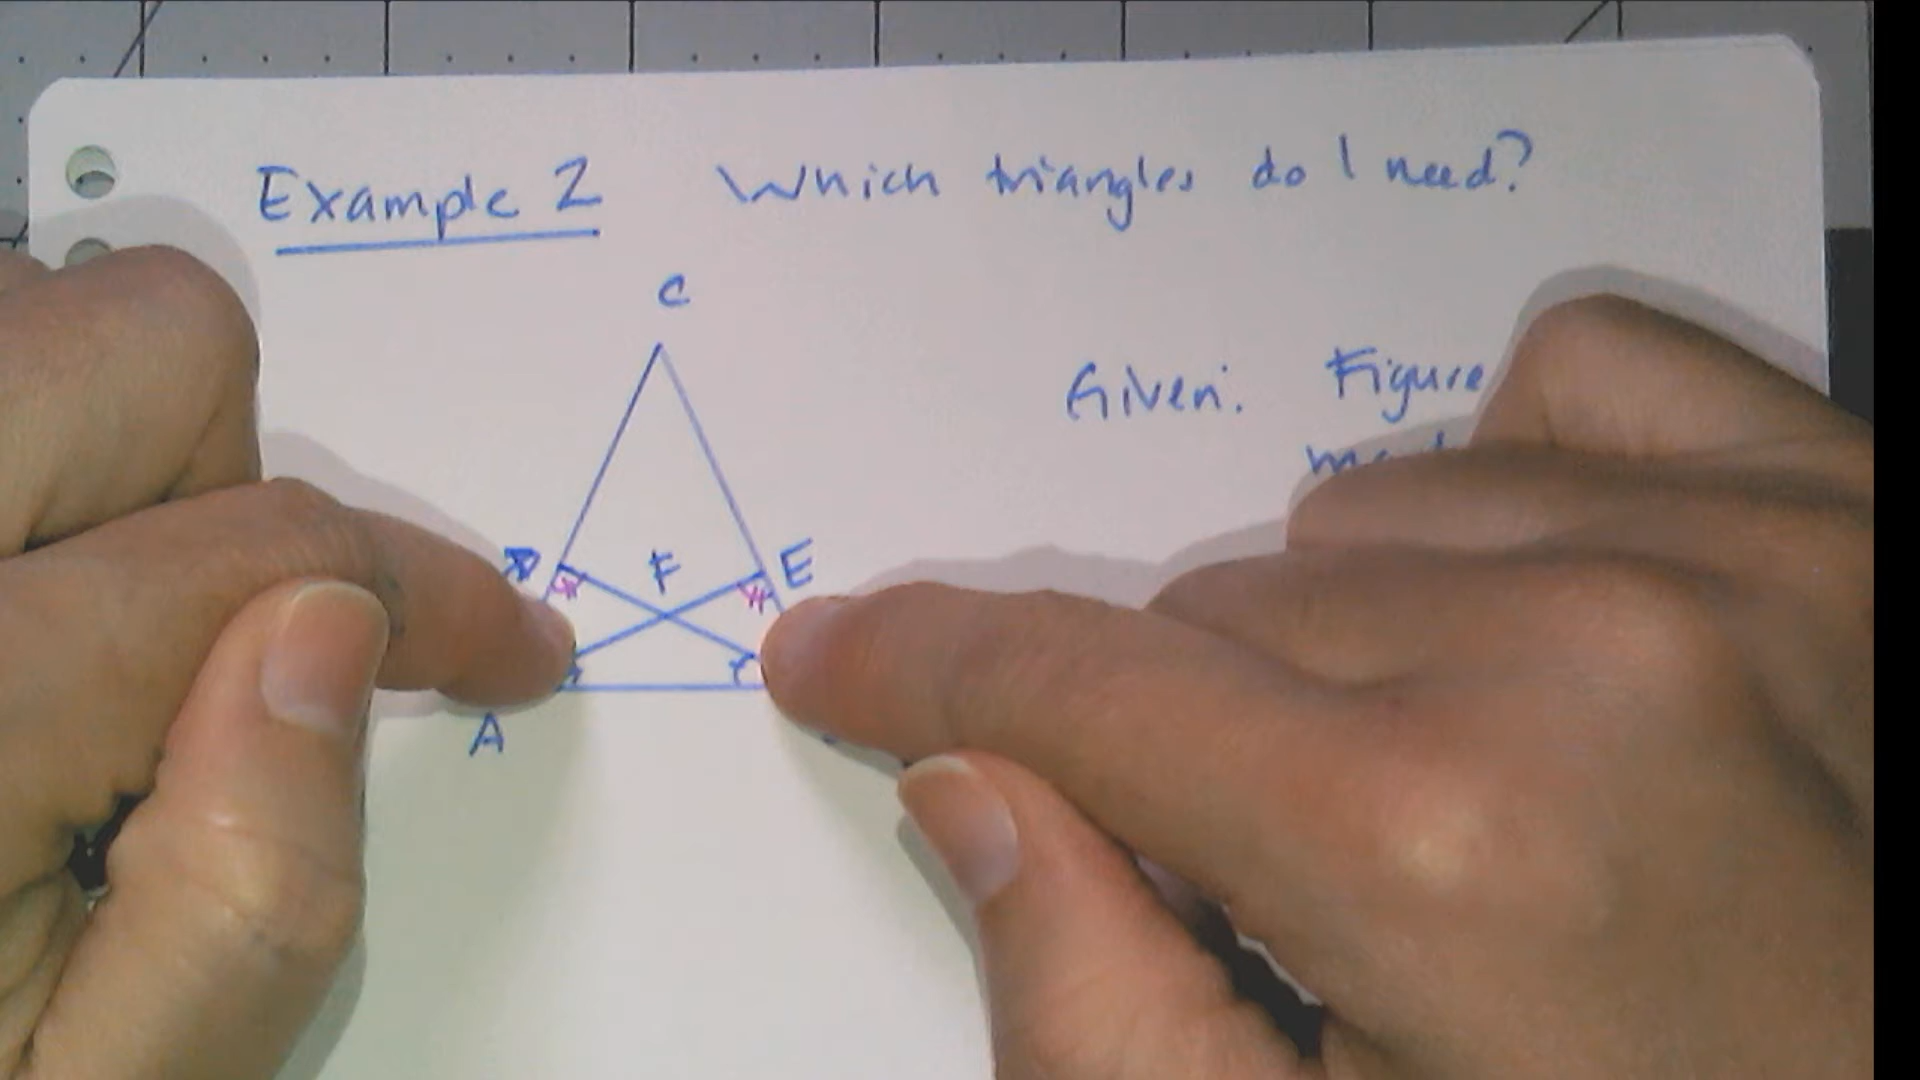 Example 2 Which triangles do I need?
C
Given: Figure
D F E
A